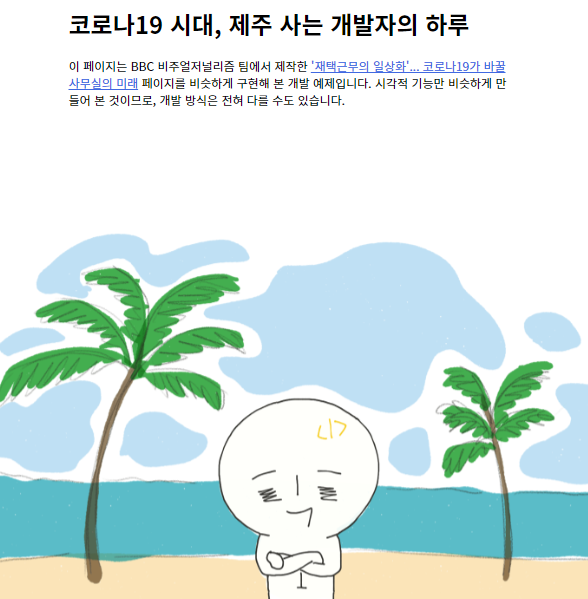 코로나19 시대, 제주 사는 개발자의 하루
이 페이지는 BBC 비주얼저널리즘 팀에서 제작한 '재택근무의 일상화'... 코로나19가 바꿀
사무실의 미래 페이지를 비슷하게 구현해 본 개발 예제입니다. 시각적 기능만 비슷하게 만
들어 본 것이므로, 개발 방식은 전혀 다를 수도 있습니다.